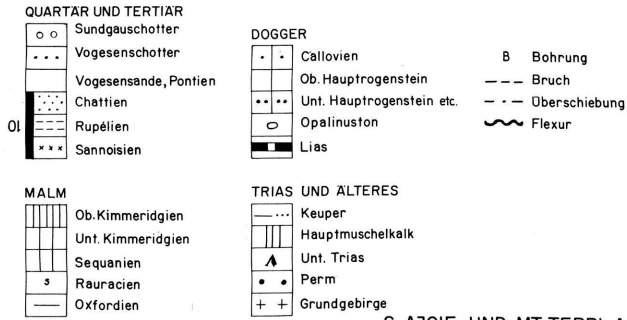 QUARTÄR UND TERTIÄR
Sundgauschotter
Vogesenschotter
Vogesensande, Pontien
Chattien
Rupélien
Sannoisien
OL
MALM
Ob. Kimmeridgien
Unt. Kimmeridgien
Sequanien
s Rauracien
Oxfordien
DOGGER
Callovien
Ob. Hauptrogenstein
Unt. Hauptrogenstein etc.
Opalinuston
Lias
TRIAS UND ÄLTERES
Keuper
Hauptmuschelkalk
Unt. Trias
Perm
Grundgebirge
B Bohrung
Bruch
Überschiebung
Flexur